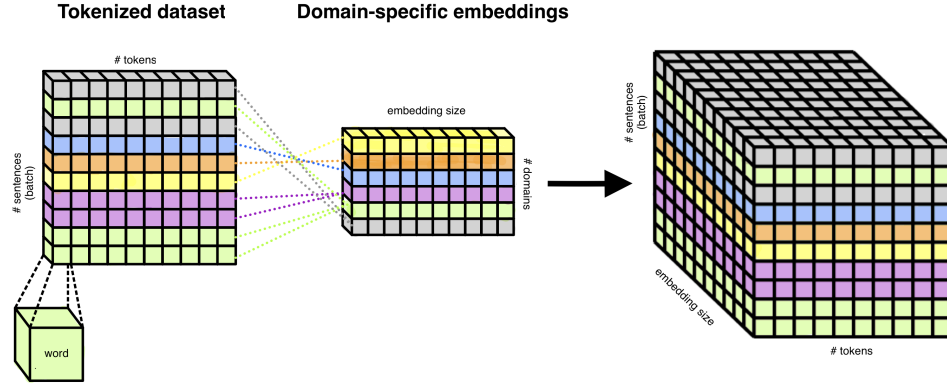 Tokenized dataset
Domain-specific embeddings
# tokens
# sentences
(batch)
word
embedding size
# domains
# sentences
(batch)
embedding size
# tokens